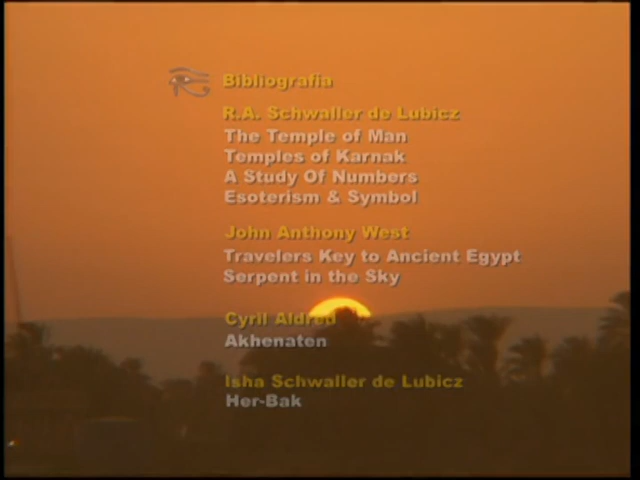 Bibliografia
R.A. Schwaller de Lubicz
The Temple of Man
Temples of Karnak
A Study Of Numbers
Esoterism & Symbol
John Anthony West
Travelers Key to Ancient Egypt
Serpent in the Sky
Cyril Aldred
Akhenaten
Isha Schwaller de Lubicz
Her-Bak